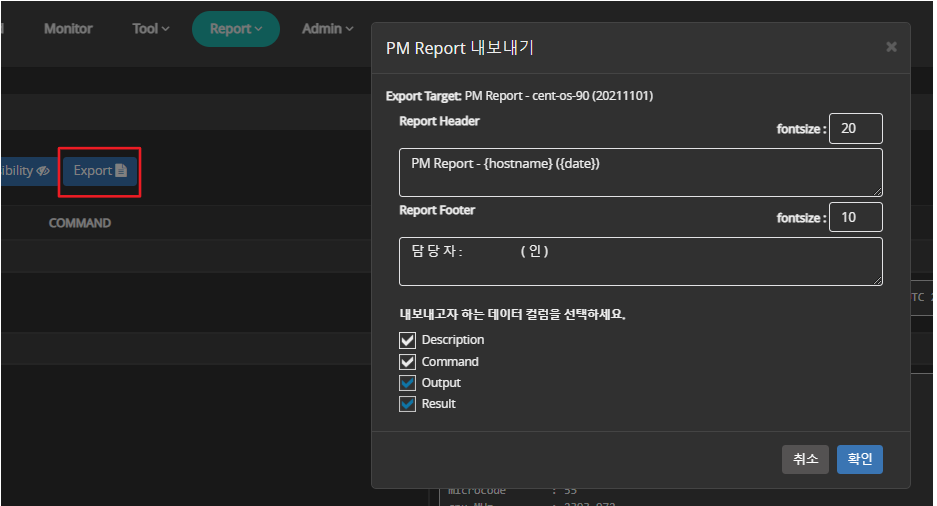 Monitor
Tool
Report
Admin
PM Report 내보내기
Export Target: PM Report - cent-os-90 (20211101)
Report Header
fontsize :
20
PM Report - {hostname} ({date})
Report Footer
fontsize :
10
담 당 자 : ( 인 )
내보내고자 하는 데이터 컬럼을 선택하세요.
Description
Command
Output
Result
취소
확인
ibility
Export
COMMAND
TC 2
microcode : 55